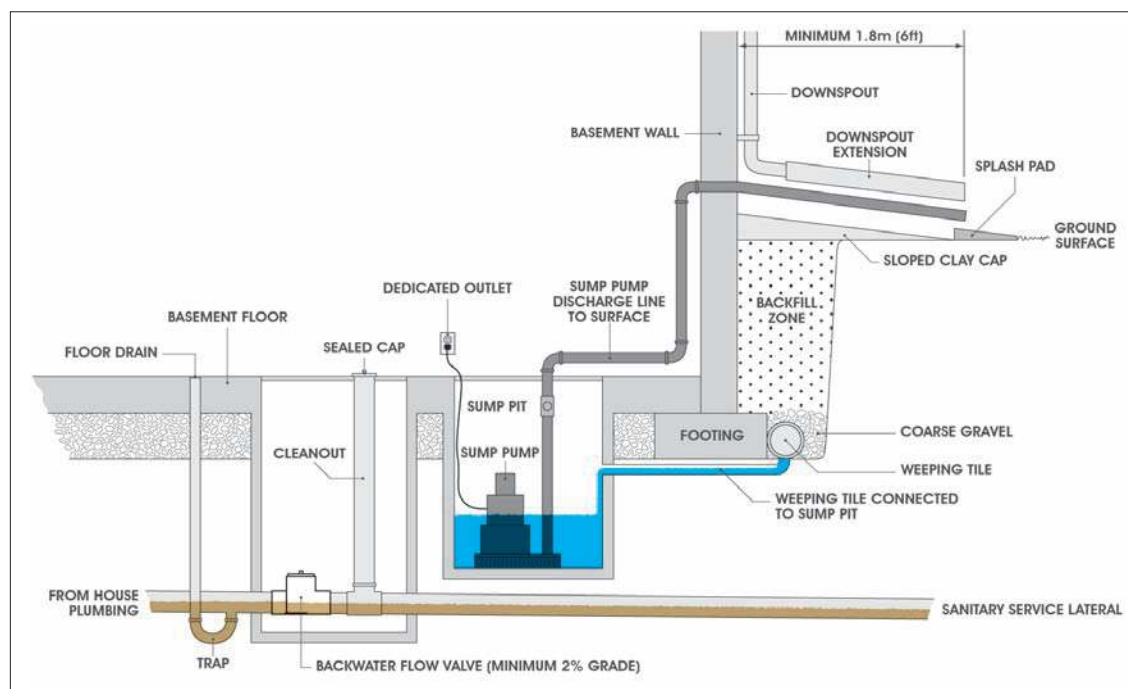 MINIMUM 1.8m (6ft)
DOWNSPOUT
BASEMENT WALL
DOWNSPOUT
EXTENSION
SPLASH PAD
GROUND
SURFACE
SLOPED CLAY CAP
DEDICATED OUTLET
SUMP PUMP
DISCHARGE LINE
TO SURFACE
BACKFILL
ZONE
BASEMENT FLOOR
FLOOR DRAIN
SEALED CAP
SUMP PIT
FOOTING
COARSE GRAVEL
CLEANOUT
SUMP PUMP
WEEPING TILE
WEEPING TILE CONNECTED
TO SUMP PIT
FROM HOUSE
PLUMBING
SANITARY SERVICE LATERAL
TRAP
BACKWATER FLOW VALVE (MINIMUM 2% GRADE)